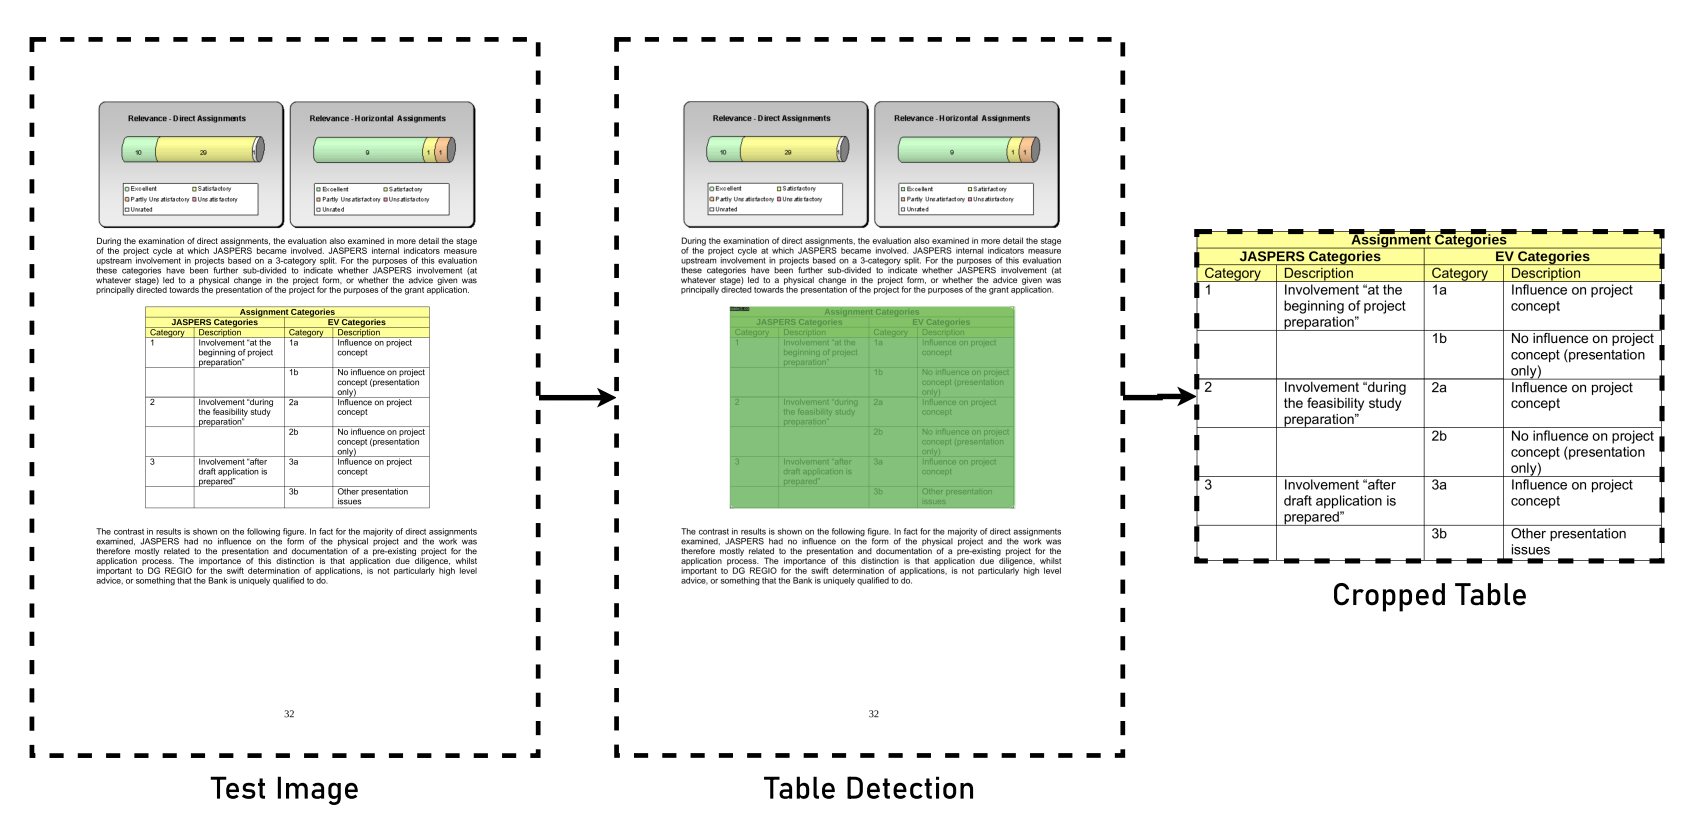 Relevance - Direct Assignments
10 29 1
Excellent Satisfactory
Partly Unsatisfactory Unsatisfactory
Unrated
Relevance - Horizontal Assignments
9 1 1
Excellent Satisfactory
Partly Unsatisfactory Unsatisfactory
Unrated
During the examination of direct assignments, the evaluation also examined in more detail the stage
of the project cycle at which JASPERS became involved. JASPERS internal indicators measure
upstream involvement in projects based on a 3-category split. For the purposes of this evaluation
these categories have been further sub-divided to indicate whether JASPERS involvement (at
whatever stage) led to a physical change in the project form, or whether the advice given was
principally directed towards the presentation of the project for the purposes of the grant application.
Assignment Categories
JASPERS Categories EV Categories
Category Description Category Description
1 Involvement “at the 1a Influence on project
beginning of project concept
preparation”
1b No influence on project
concept (presentation
only)
2 Involvement “during 2a Influence on project
the feasibility study concept
preparation”
2b No influence on project
concept (presentation
only)
3 Involvement “after 3a Influence on project
draft application is concept
prepared”
3b Other presentation
issues
The contrast in results is shown on the following figure. In fact for the majority of direct assignments
examined, JASPERS had no influence on the form of the physical project and the work was
therefore mostly related to the presentation and documentation of a pre-existing project for the
application process. The importance of this distinction is that application due diligence, whilst
important to DG REGIO for the swift determination of applications, is not particularly high level
advice, or something that the Bank is uniquely qualified to do.
32
Test Image
Relevance - Direct Assignments
10 29 1
Excellent Satisfactory
Partly Unsatisfactory Unsatisfactory
Unrated
Relevance - Horizontal Assignments
9 1 1
Excellent Satisfactory
Partly Unsatisfactory Unsatisfactory
Unrated
During the examination of direct assignments, the evaluation also examined in more detail the stage
of the project cycle at which JASPERS became involved. JASPERS internal indicators measure
upstream involvement in projects based on a 3-category split. For the purposes of this evaluation
these categories have been further sub-divided to indicate whether JASPERS involvement (at
whatever stage) led to a physical change in the project form, or whether the advice given was
principally directed towards the presentation of the project for the purposes of the grant application.
Assignment Categories
JASPERS Categories EV Categories
Category Description Category Description
1 Involvement “at the 1a Influence on project
beginning of project concept
preparation”
1b No influence on project
concept (presentation
only)
2 Involvement “during 2a Influence on project
the feasibility study concept
preparation”
2b No influence on project
concept (presentation
only)
3 Involvement “after 3a Influence on project
draft application is concept
prepared”
3b Other presentation
issues
The contrast in results is shown on the following figure. In fact for the majority of direct assignments
examined, JASPERS had no influence on the form of the physical project and the work was
therefore mostly related to the presentation and documentation of a pre-existing project for the
application process. The importance of this distinction is that application due diligence, whilst
important to DG REGIO for the swift determination of applications, is not particularly high level
advice, or something that the Bank is uniquely qualified to do.
32
Table Detection
Assignment Categories
JASPERS Categories EV Categories
Category Description Category Description
1 Involvement “at the 1a Influence on project
beginning of project concept
preparation”
1b No influence on project
concept (presentation
only)
2 Involvement “during 2a Influence on project
the feasibility study concept
preparation”
2b No influence on project
concept (presentation
only)
3 Involvement “after 3a Influence on project
draft application is concept
prepared”
3b Other presentation
issues
Cropped Table